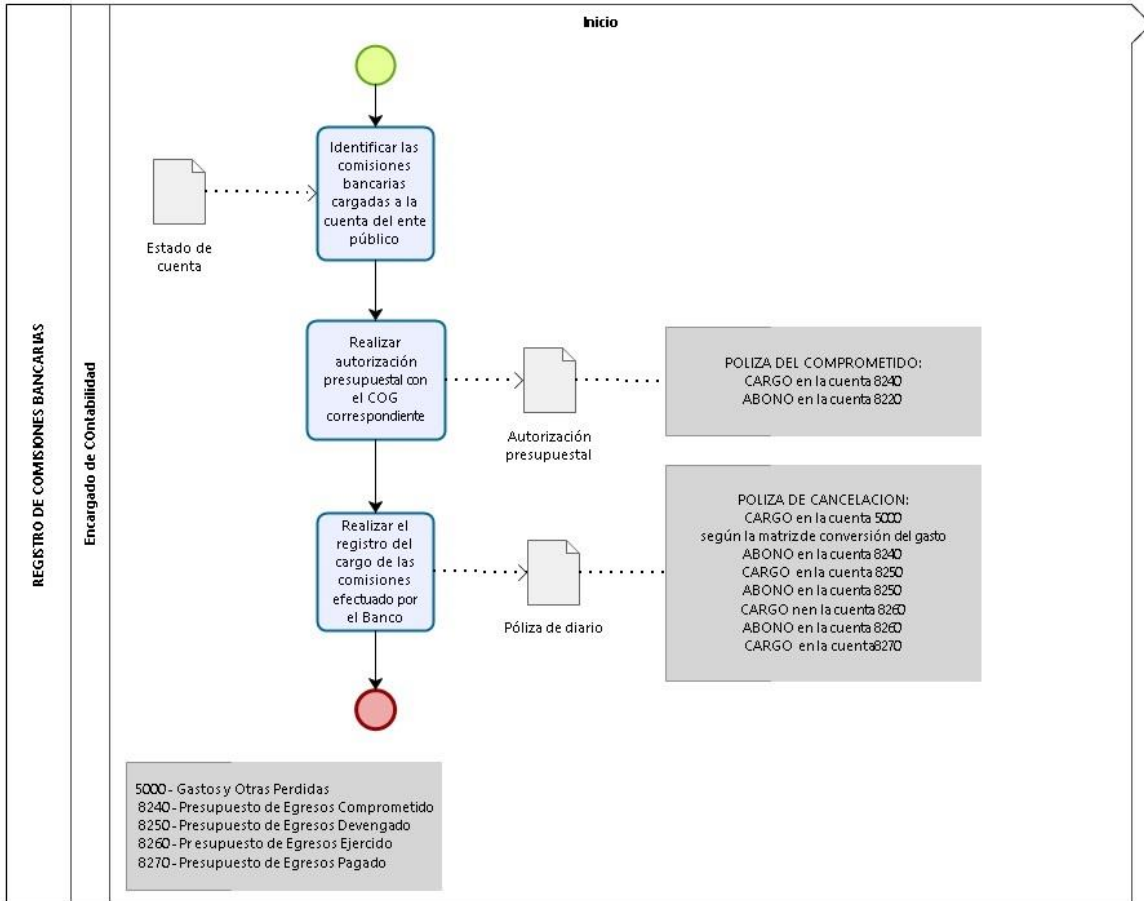 Inicio
REGISTRO DE COMISIONES BANCARIAS
Encargado de COntabilidad
Identificar las
comisiones
bancarias
cargadas a la
cuenta del ente
público
Estado de
cuenta
Realizar
autorización
presupuestal con
el COG
correspondiente
Autorización
presupuestal
POLIZA DEL COMPROMETIDO:
CARGO en la cuenta 8240
ABONO en la cuenta 8220
Realizar el
registro del
cargo de las
comisiones
efectuado por
el Banco
Póliza de diario
POLIZA DE CANCELACION:
CARGO en la cuenta 5000
según la matriz de conversión del gasto
ABONO en la cuenta 8240
CARGO en la cuenta 8250
ABONO en la cuenta 8250
CARGO nen la cuenta 8260
ABONO en la cuenta 8260
CARGO en la cuenta8270
5000 - Gastos y Otras Perdidas
8240 - Presupuesto de Egresos Comprometido
8250 - Presupuesto de Egresos Devengado
8260 - Presupuesto de Egresos Ejercido
8270 - Presupuesto de Egresos Pagado